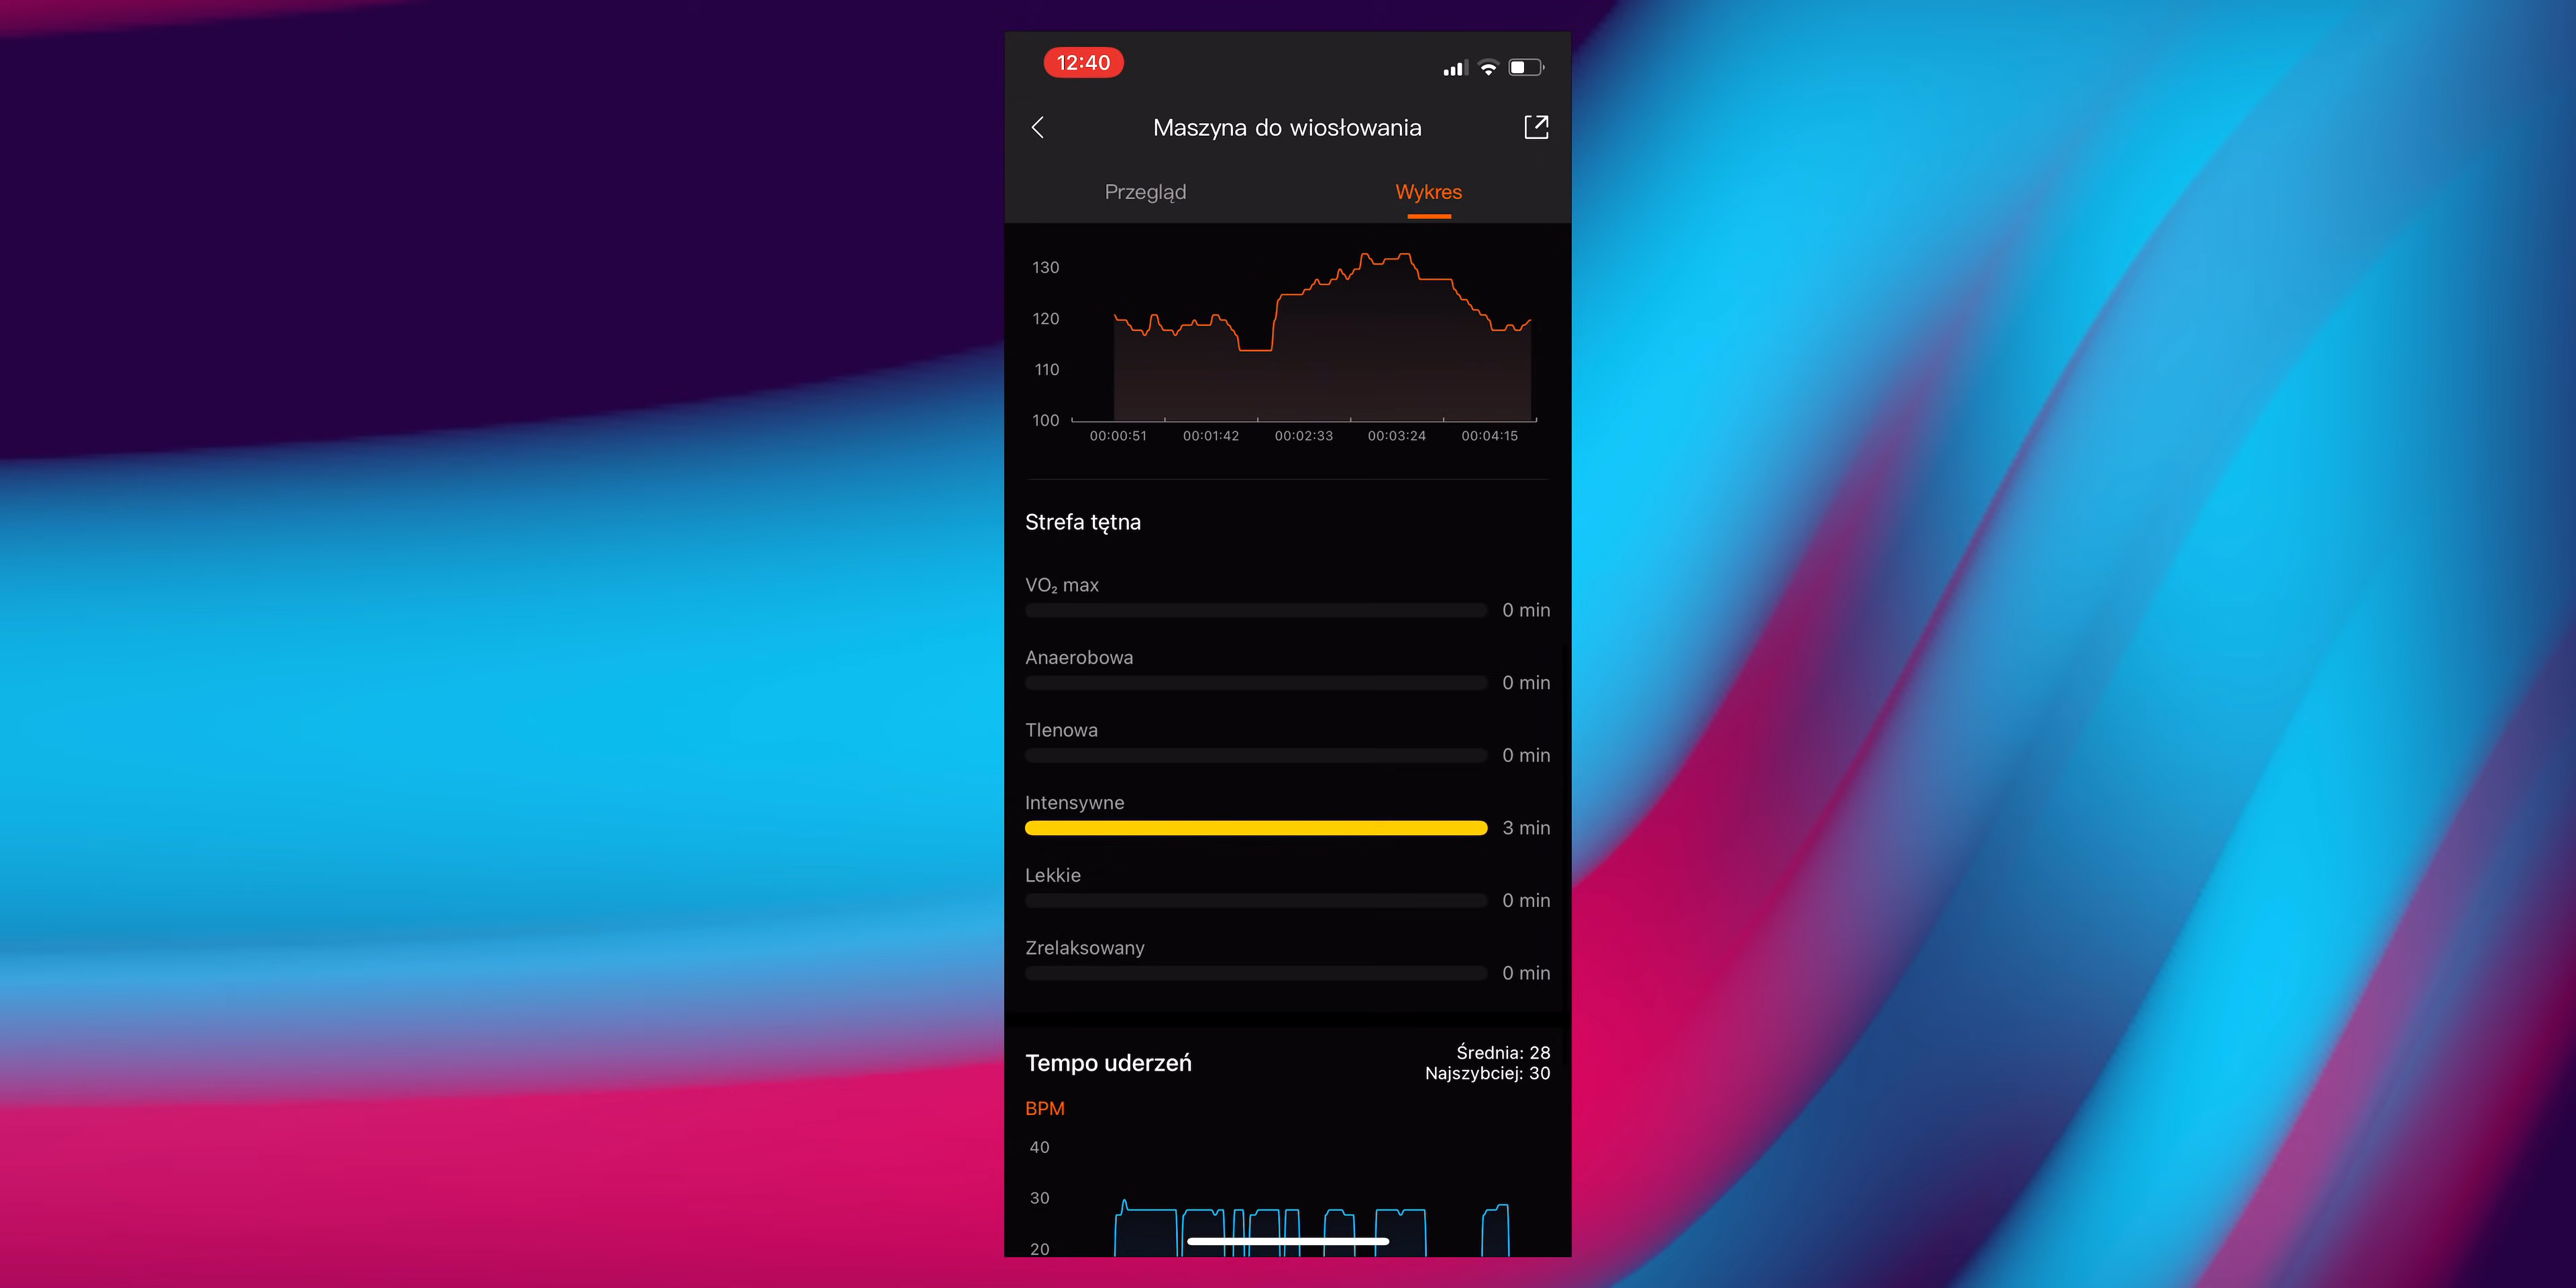 12:40
Maszyna do wiosłowania
Przegląd Wykres
130
120
110
100
00:00:51 00:01:42 00:02:33 00:03:24 00:04:15
Strefa tętna
VO₂ max
0 min
Anaerobowa
0 min
Tlenowa
0 min
Intensywne
3 min
Lekkie
0 min
Zrelaksowany
0 min
Tempo uderzeń
Średnia: 28
Najszybciej: 30
BPM
40
30
20